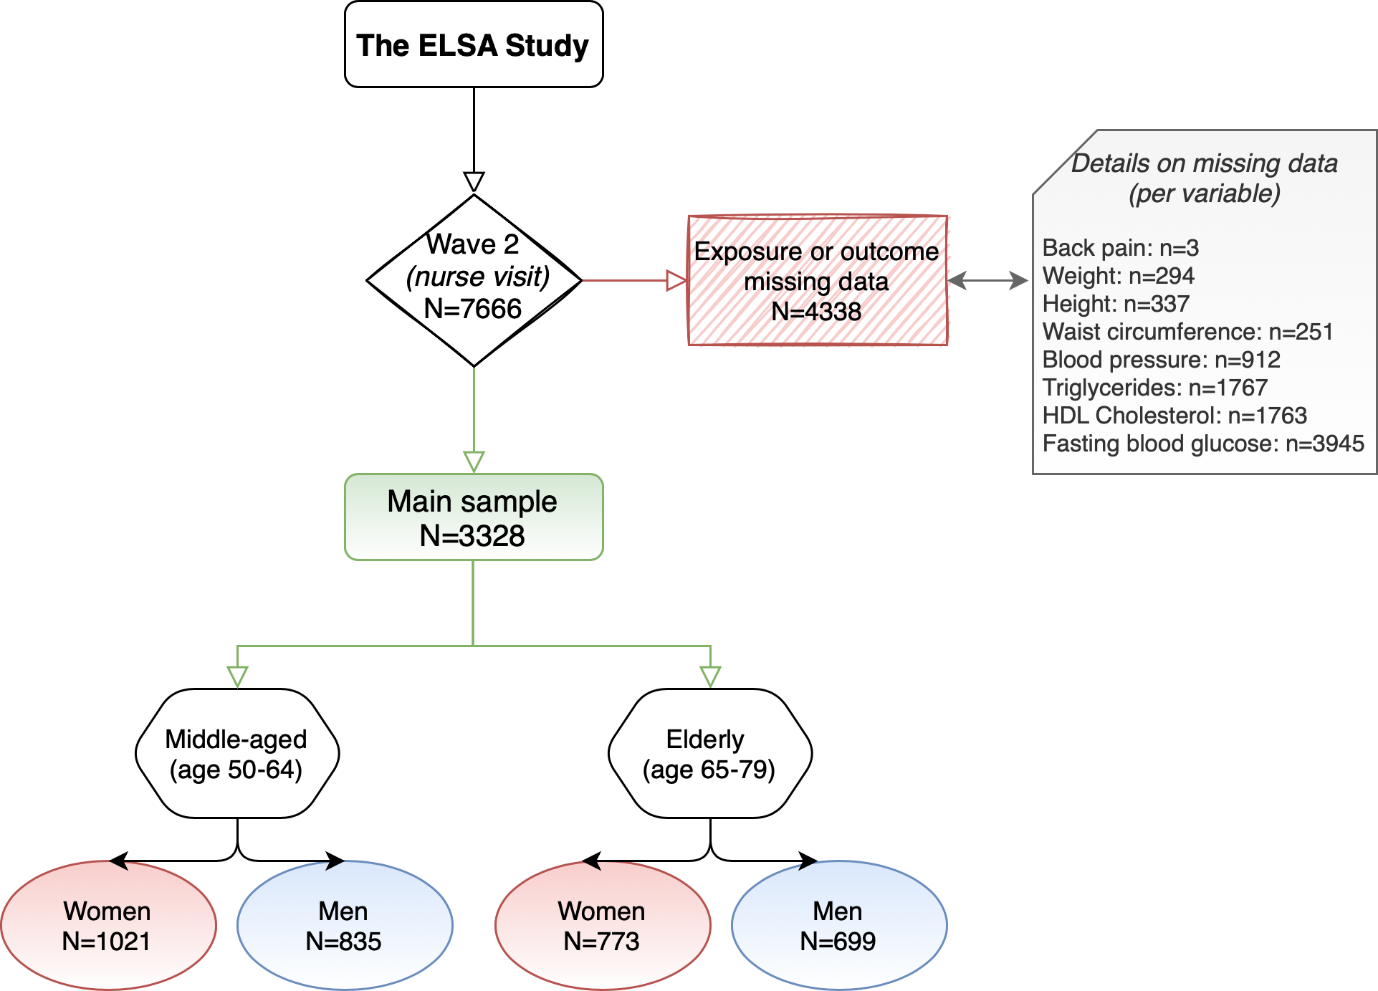 The ELSA Study
Wave 2
(nurse visit)
N=7666
Exposure or outcome
missing data
N=4338
Details on missing data
(per variable)
Back pain: n=3
Weight: n=294
Height: n=337
Waist circumference: n=251
Blood pressure: n=912
Triglycerides: n=1767
HDL Cholesterol: n=1763
Fasting blood glucose: n=3945
Main sample
N=3328
Middle-aged
(age 50-64)
Elderly
(age 65-79)
Women
N=1021
Men
N=835
Women
N=773
Men
N=699